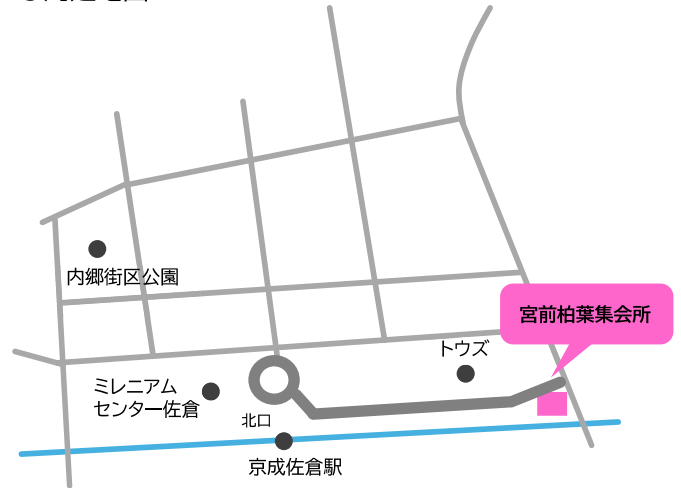 内郷街区公園
宮前柏葉集会所
トウズ
ミレニアム
センター佐倉
北口
京成佐倉駅